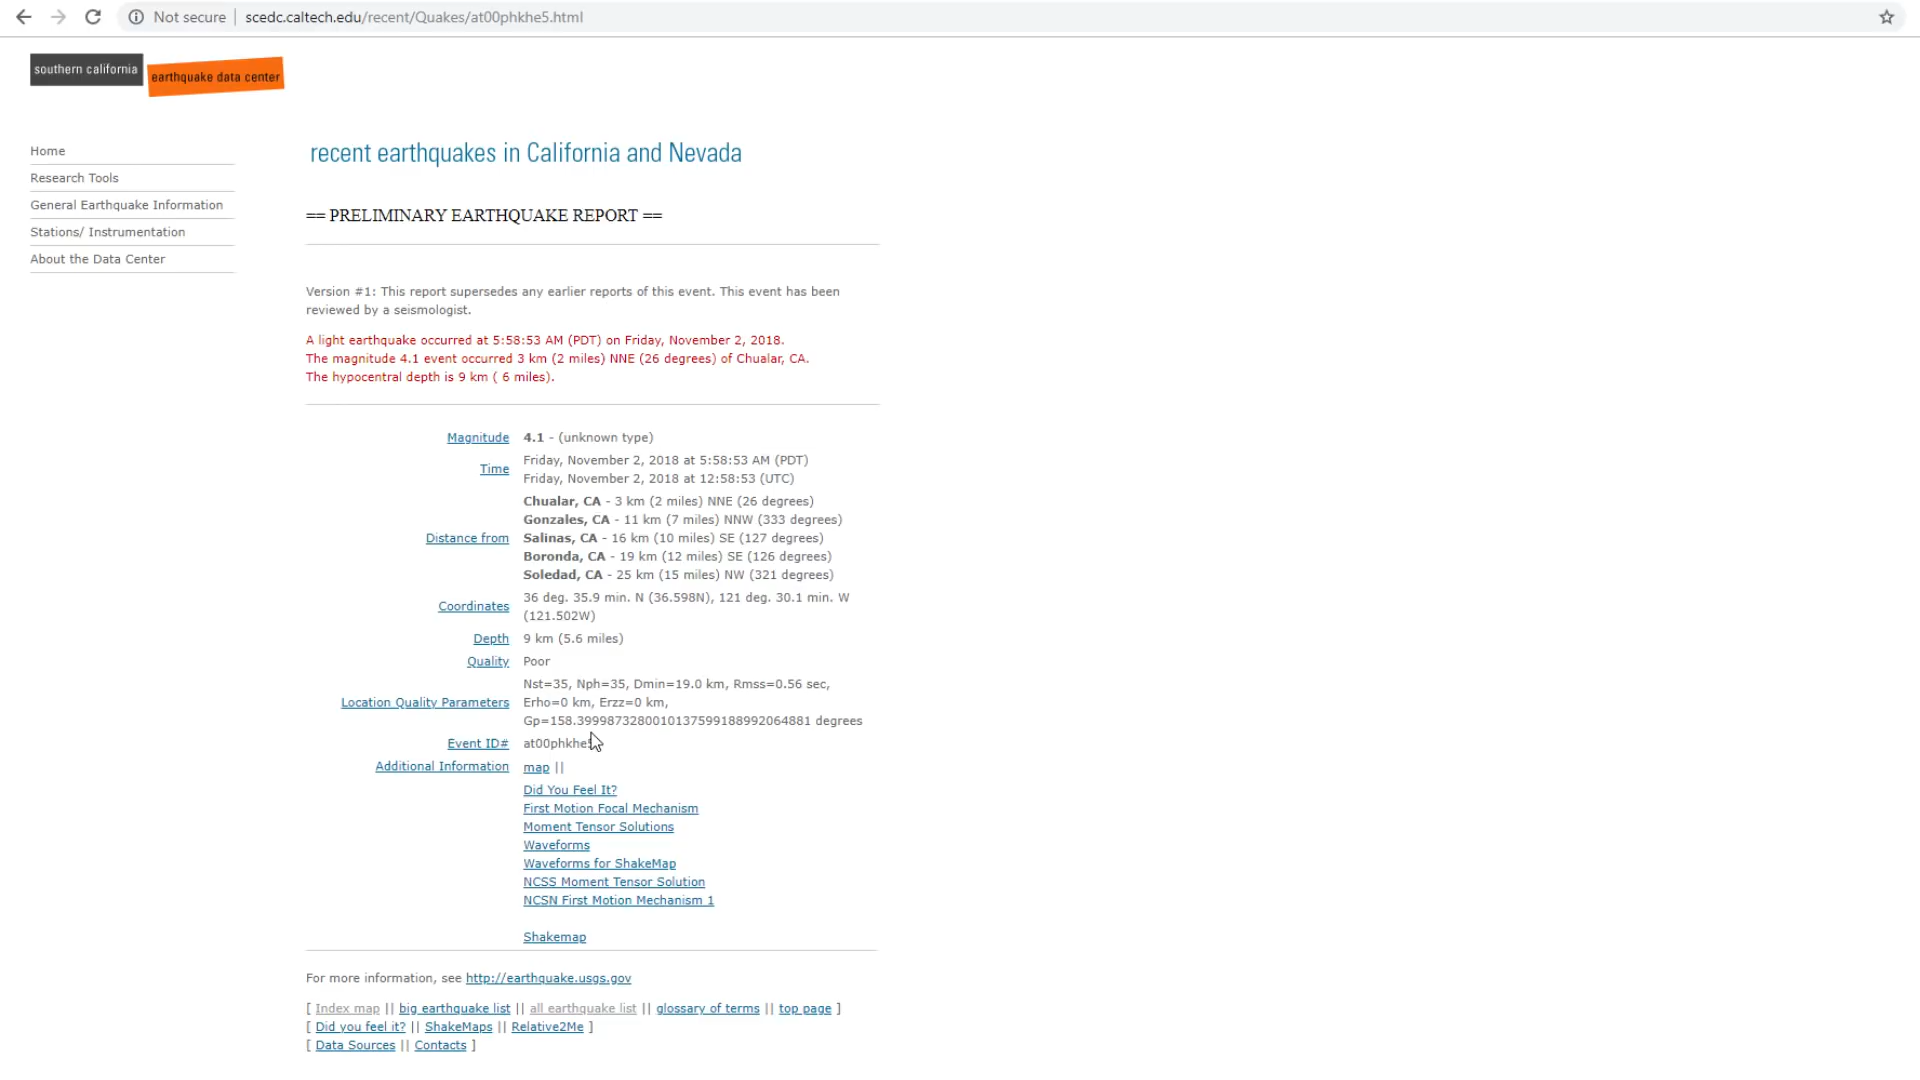 Not secure | scedc.caltech.edu/recent/Quakes/at00phkhe5.html
southern california
earthquake data center
Home
Research Tools
General Earthquake Information
Stations/ Instrumentation
About the Data Center
recent earthquakes in California and Nevada
== PRELIMINARY EARTHQUAKE REPORT ==
Version #1: This report supersedes any earlier reports of this event. This event has been
reviewed by a seismologist.
A light earthquake occurred at 5:58:53 AM (PDT) on Friday, November 2, 2018.
The magnitude 4.1 event occurred 3 km (2 miles) NNE (26 degrees) of Chualar, CA.
The hypocentral depth is 9 km ( 6 miles).
Magnitude 4.1 - (unknown type)
Time Friday, November 2, 2018 at 5:58:53 AM (PDT)
Friday, November 2, 2018 at 12:58:53 (UTC)
Distance from Chualar, CA - 3 km (2 miles) NNE (26 degrees)
Gonzales, CA - 11 km (7 miles) NNW (333 degrees)
Salinas, CA - 16 km (10 miles) SE (127 degrees)
Boronda, CA - 19 km (12 miles) SE (126 degrees)
Soledad, CA - 25 km (15 miles) NW (321 degrees)
Coordinates 36 deg. 35.9 min. N (36.598N), 121 deg. 30.1 min. W
(121.502W)
Depth 9 km (5.6 miles)
Quality Poor
Location Quality Parameters Nst=35, Nph=35, Dmin=19.0 km, Rmss=0.56 sec,
Erho=0 km, Erzz=0 km,
Gp=158.39998732800101375991889920648​81 degrees
Event ID# at00phkhe5
Additional Information map ||
Did You Feel It?
First Motion Focal Mechanism
Moment Tensor Solutions
Waveforms
Waveforms for ShakeMap
NCSS Moment Tensor Solution
NCSN First Motion Mechanism 1
Shakemap
For more information, see http://earthquake.usgs.gov
[ Index map || big earthquake list || all earthquake list || glossary of terms || top page ]
[ Did you feel it? || ShakeMaps || Relative2Me ]
[ Data Sources || Contacts ]